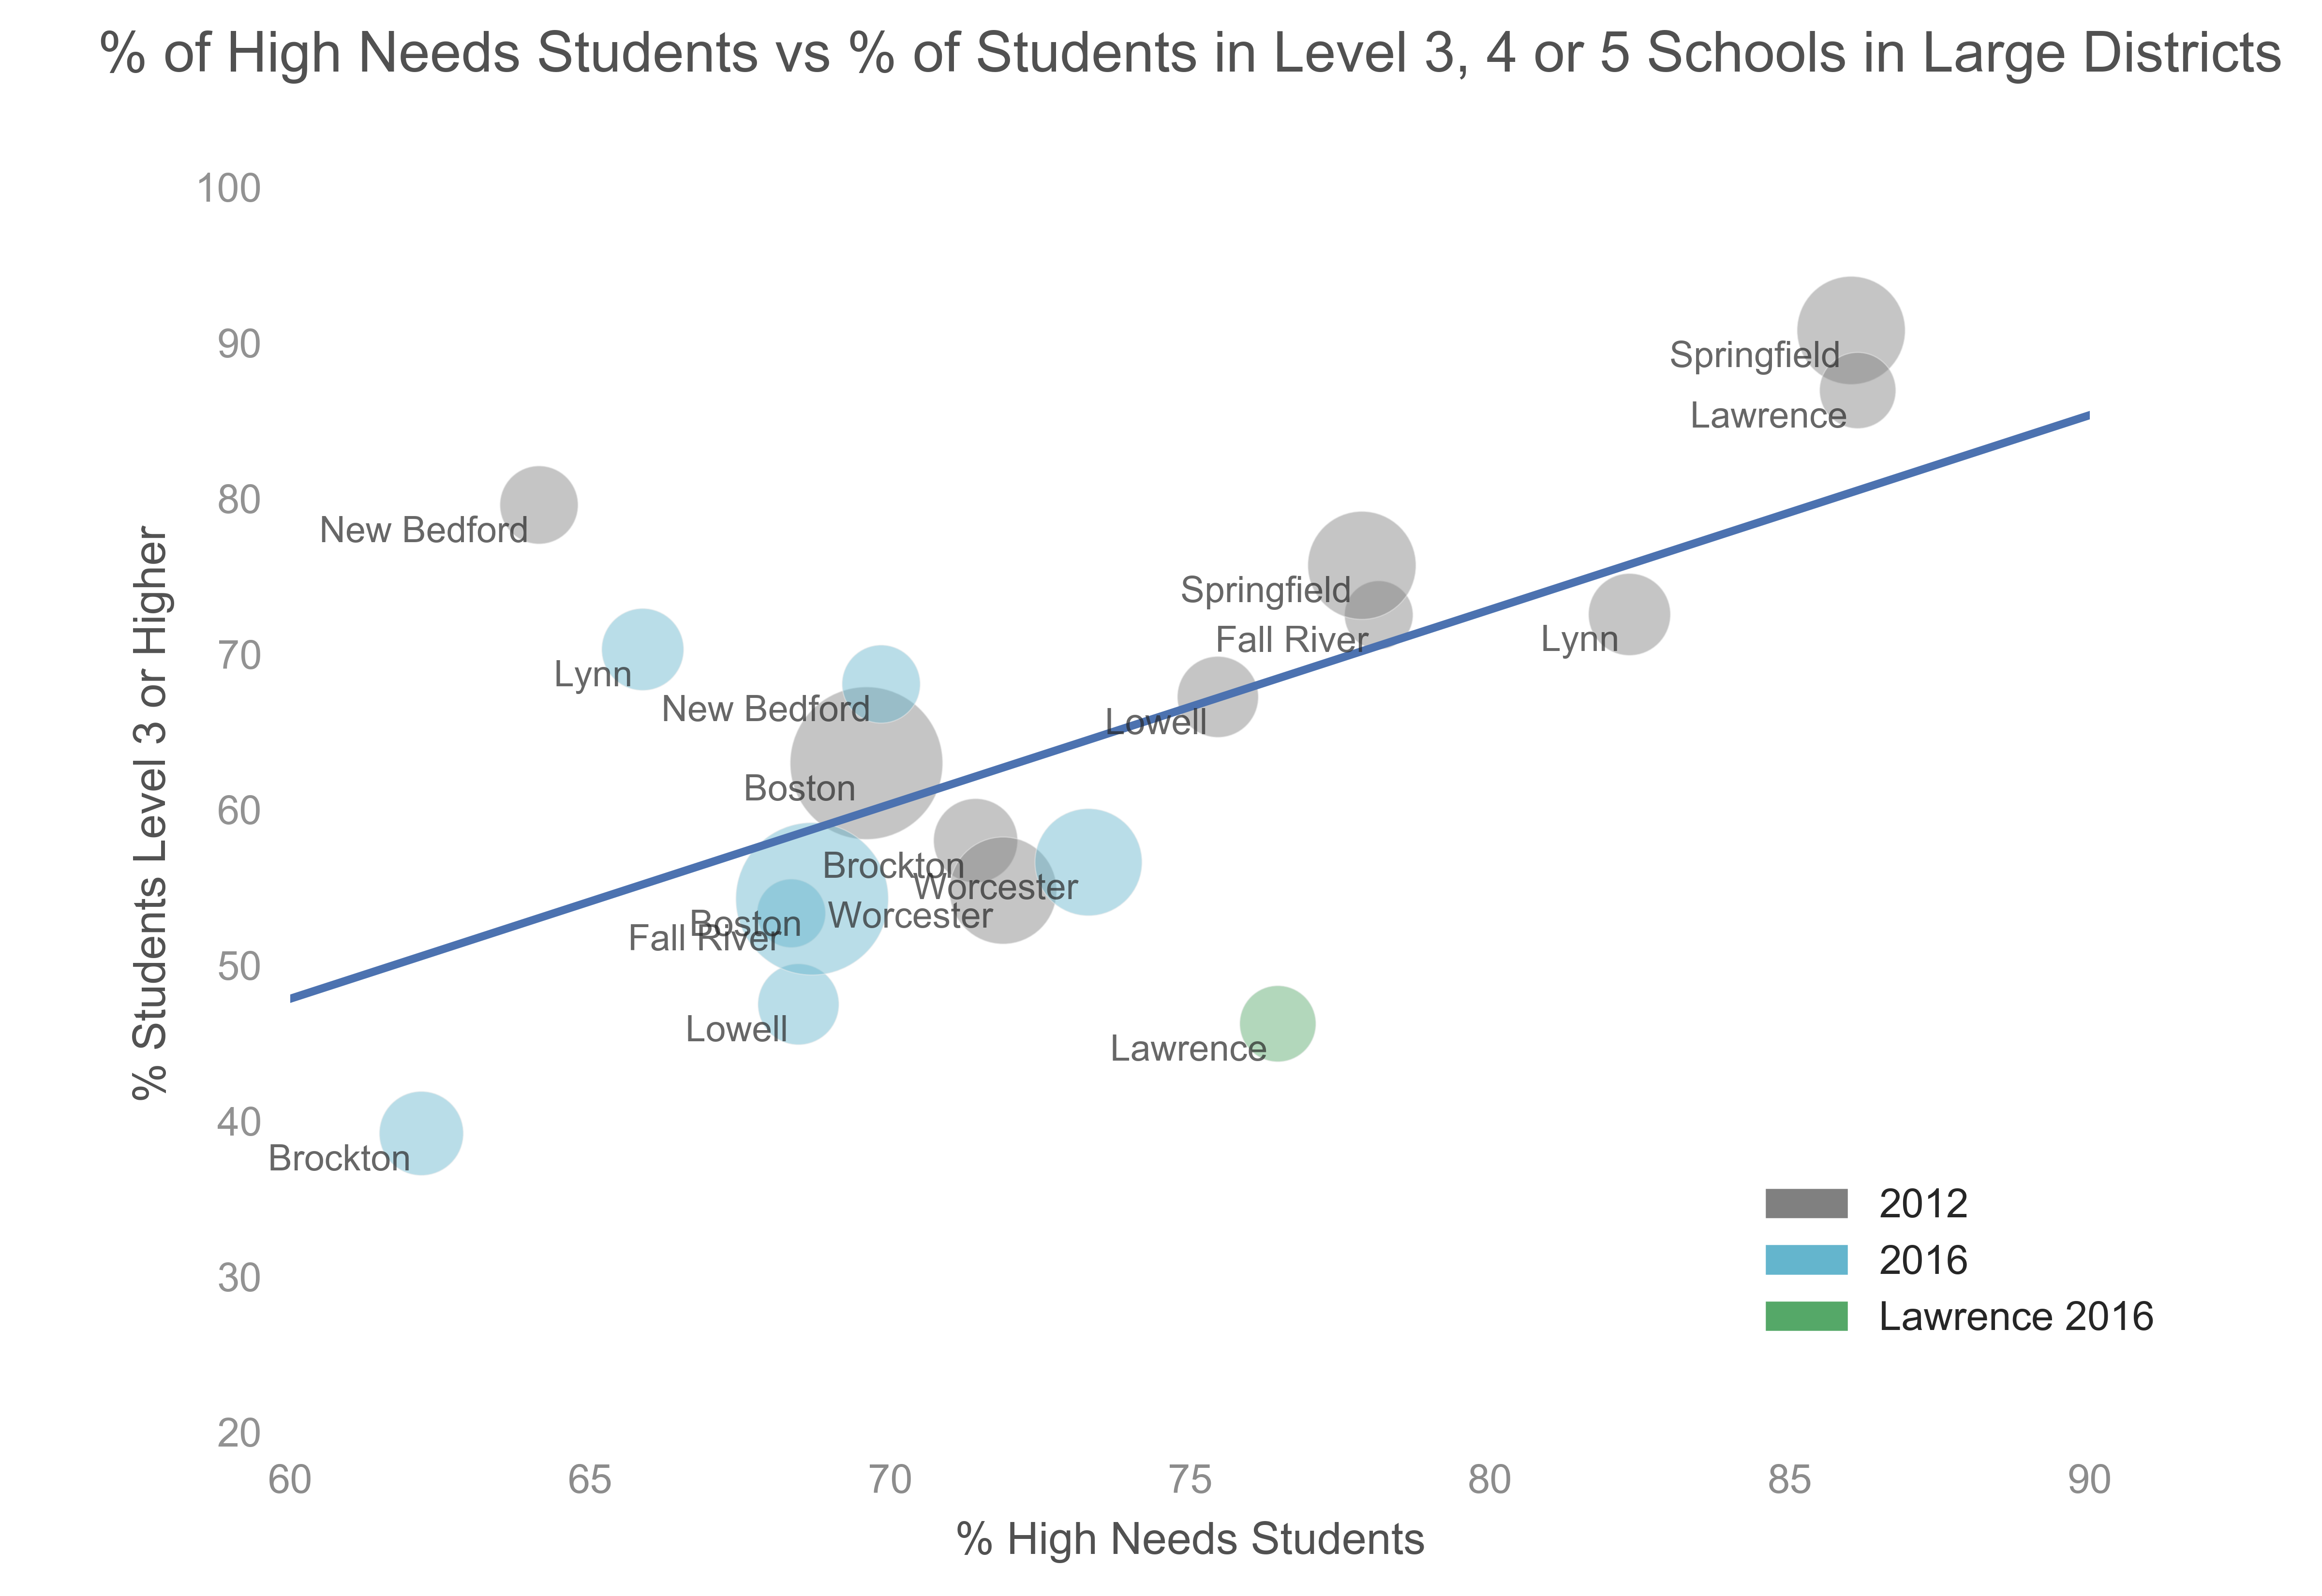 % of High Needs Students vs % of Students in Level 3, 4 or 5 Schools in Large Districts
100
90
80
70
60
50
40
30
20
% Students Level 3 or Higher
Springfield
Lawrence
New Bedford
Springfield
Fall River
Lynn
Lynn
New Bedford
Lowell
Boston
Brockton
Worcester
Worcester
Boston
Fall River
Lowell
Lawrence
Brockton
2012
2016
Lawrence 2016
60
65
70
75
80
85
90
% High Needs Students